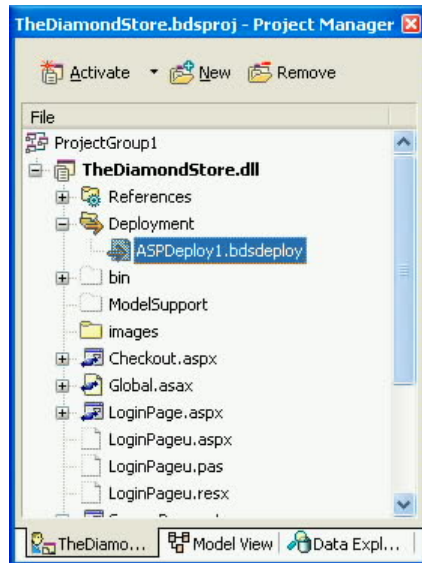 TheDiamondStore.bdsproj - Project Manager
Activate New Remove
File
ProjectGroup1
TheDiamondStore.dll
References
Deployment
ASPDeploy1.bdsdeploy
bin
ModelSupport
images
Checkout.aspx
Global.asax
LoginPage.aspx
LoginPageu.aspx
LoginPageu.pas
LoginPageu.resx
TheDiamo... Model View Data Expl...